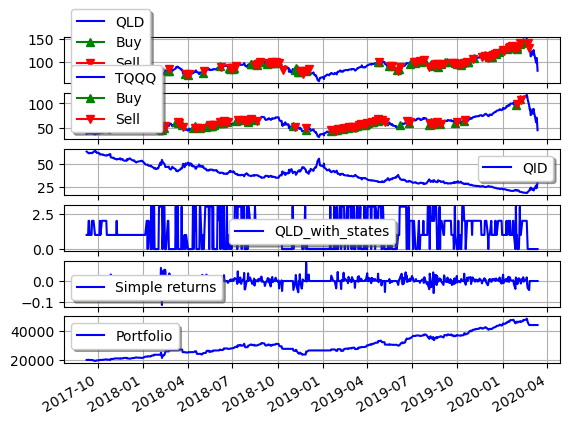 QLD
Buy
Sell
150
100
TQQQ
Buy
Sell
100
50
QID
50
25
QLD_with_states
2.5
0.0
Simple returns
0.0
−0.1
Portfolio
40000
20000
2017-10 2018-01 2018-04 2018-07 2018-10 2019-01 2019-04 2019-07 2019-10 2020-01 2020-04